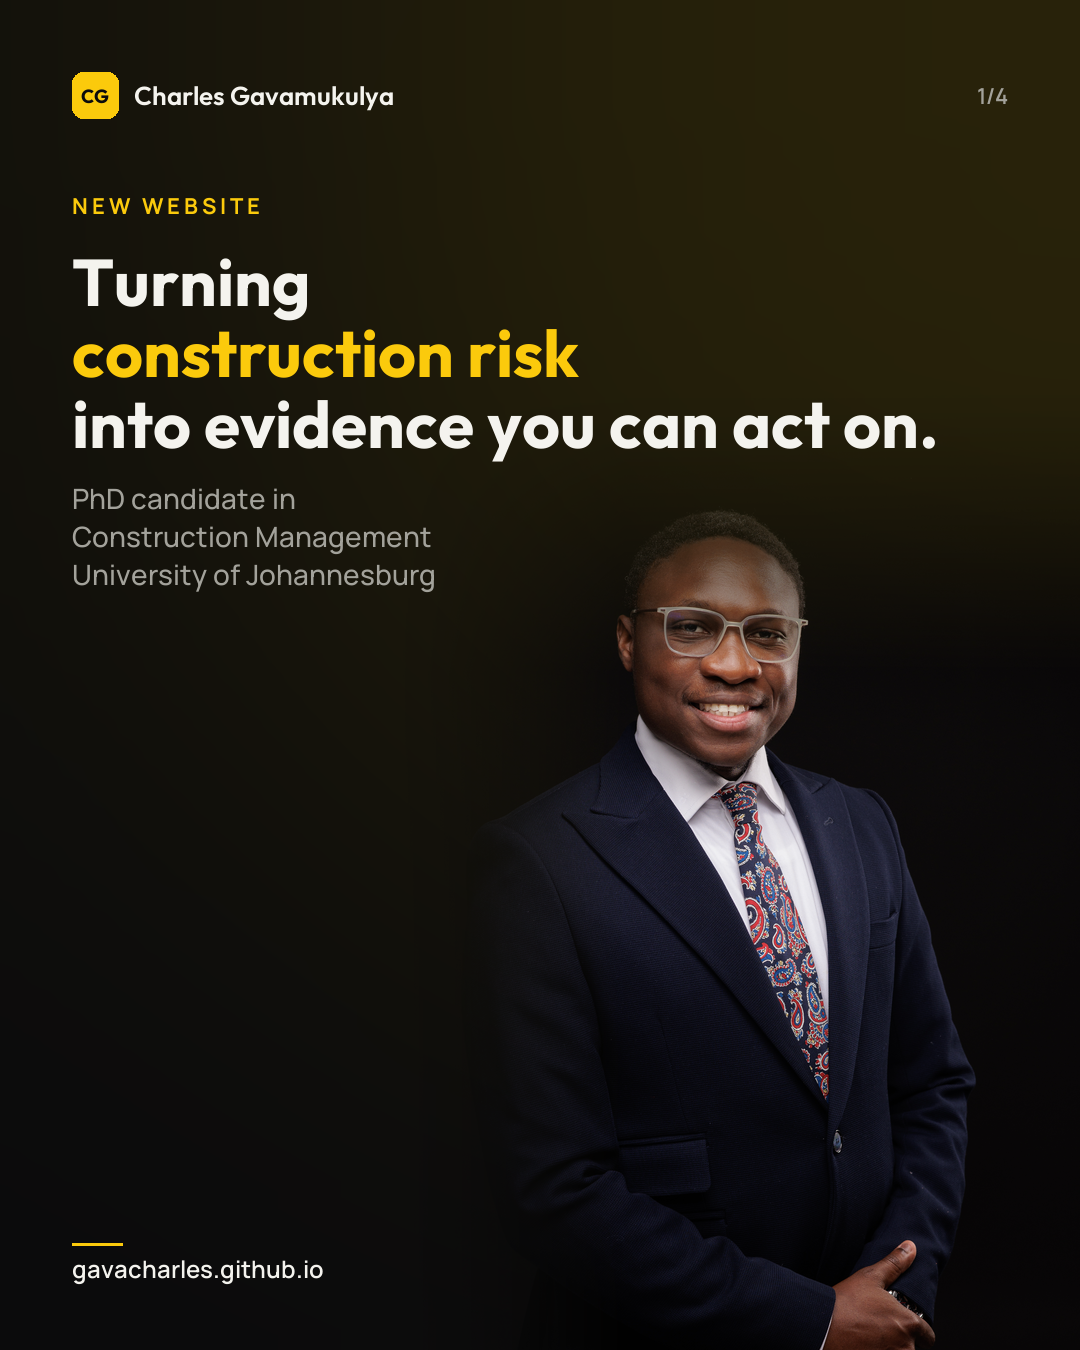 CG
Charles Gavamukulya
1/4
NEW WEBSITE
Turning
construction risk
into evidence you can act on.
PhD candidate in
Construction Management
University of Johannesburg
gavacharles.github.io